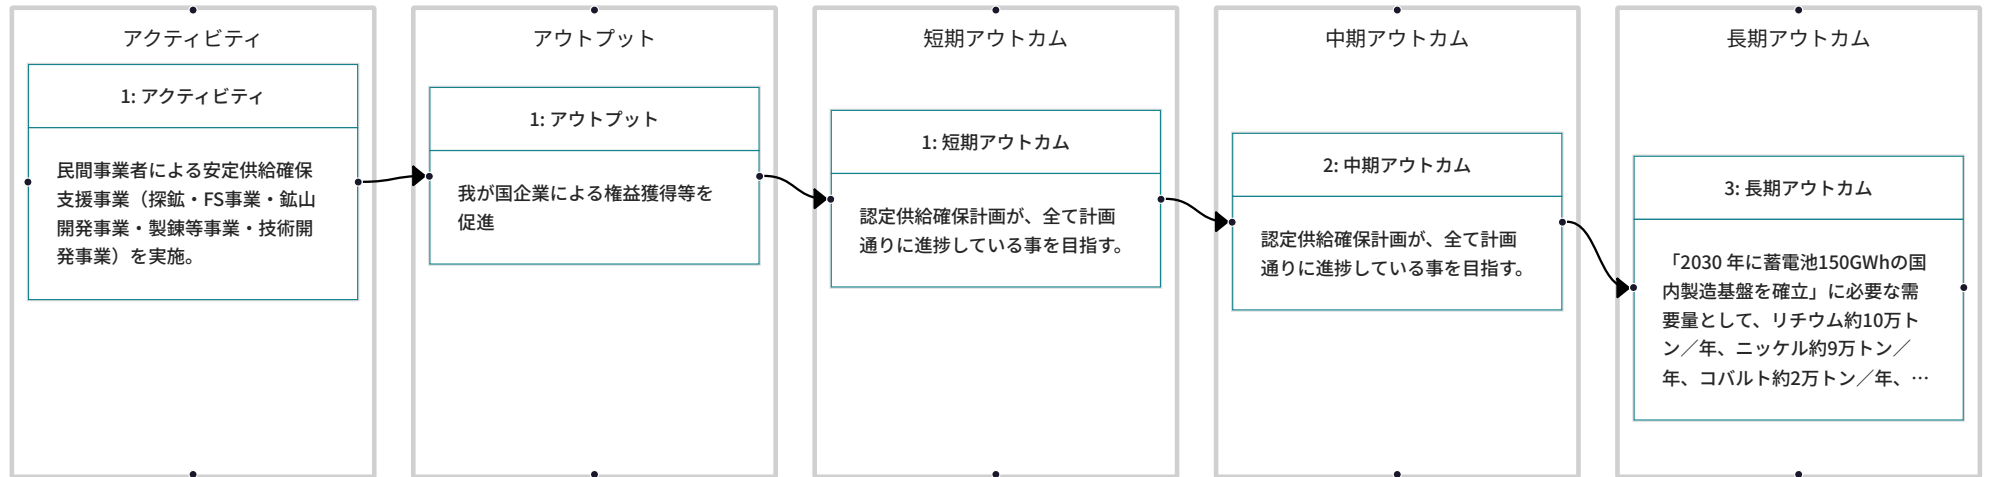 アクティビティ
1: アクティビティ
民間事業者による安定供給確保
支援事業（探鉱・FS事業・鉱山
開発事業・製錬等事業・技術開
発事業）を実施。
アウトプット
1: アウトプット
我が国企業による権益獲得等を
促進
短期アウトカム
1: 短期アウトカム
認定供給確保計画が、全て計画
通りに進捗している事を目指す。
中期アウトカム
2: 中期アウトカム
認定供給確保計画が、全て計画
通りに進捗している事を目指す。
長期アウトカム
3: 長期アウトカム
「2030 年に蓄電池150GWhの国
内製造基盤を確立」に必要な需
要量として、リチウム約10万ト
ン／年、ニッケル約9万トン／
年、コバルト約2万トン／年、…